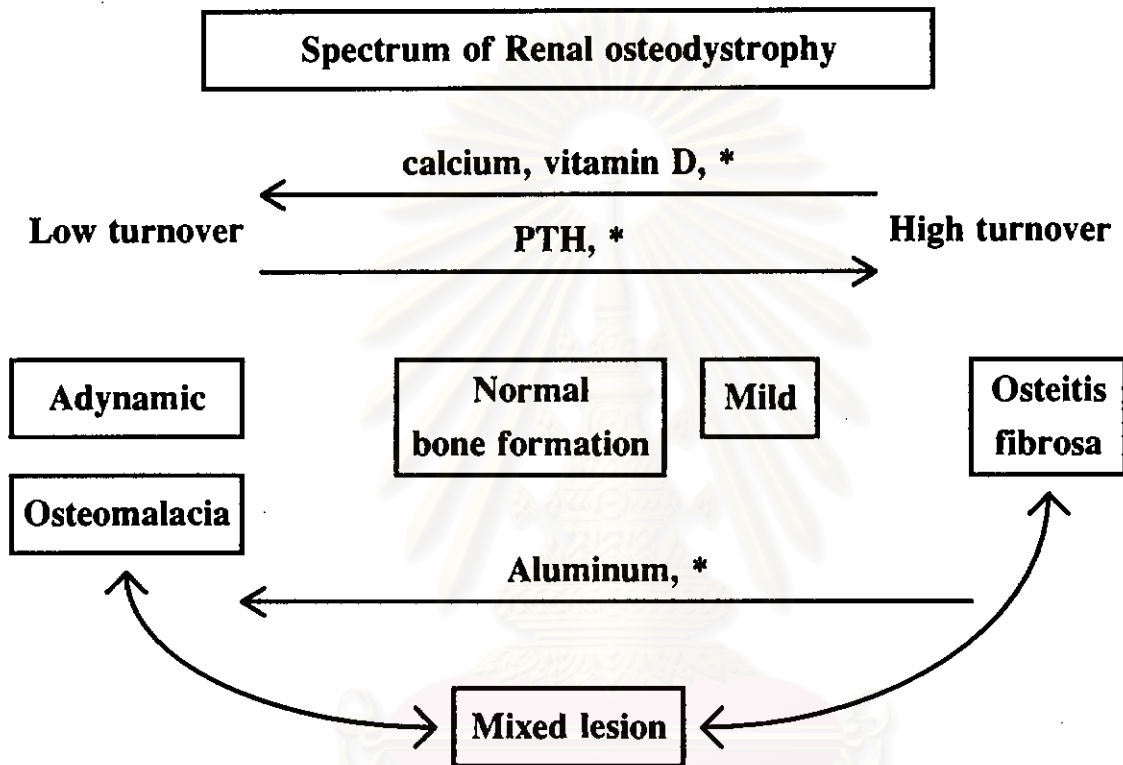 Spectrum of Renal osteodystrophy
calcium, vitamin D, *
Low turnover
PTH, *
High turnover
Adynamic
Normal
bone formation
Mild
Osteitis
fibrosa
Osteomalacia
Aluminum, *
Mixed lesion